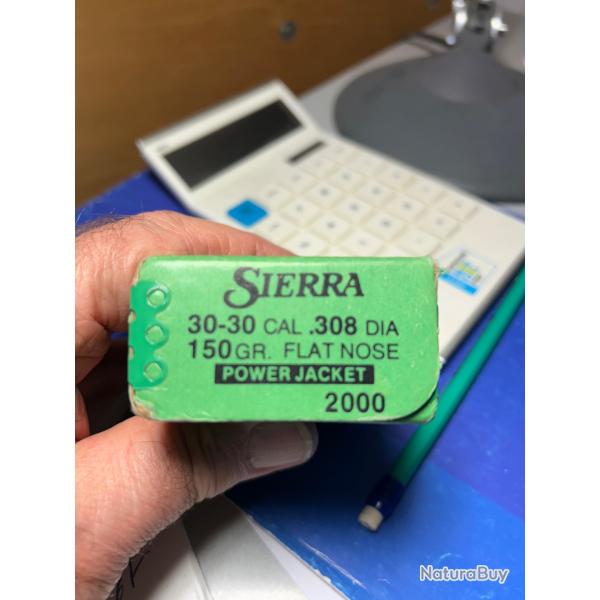 SIERRA
30-30 CAL .308 DIA
150 GR. FLAT NOSE
POWER JACKET
2000
NaturaBuy